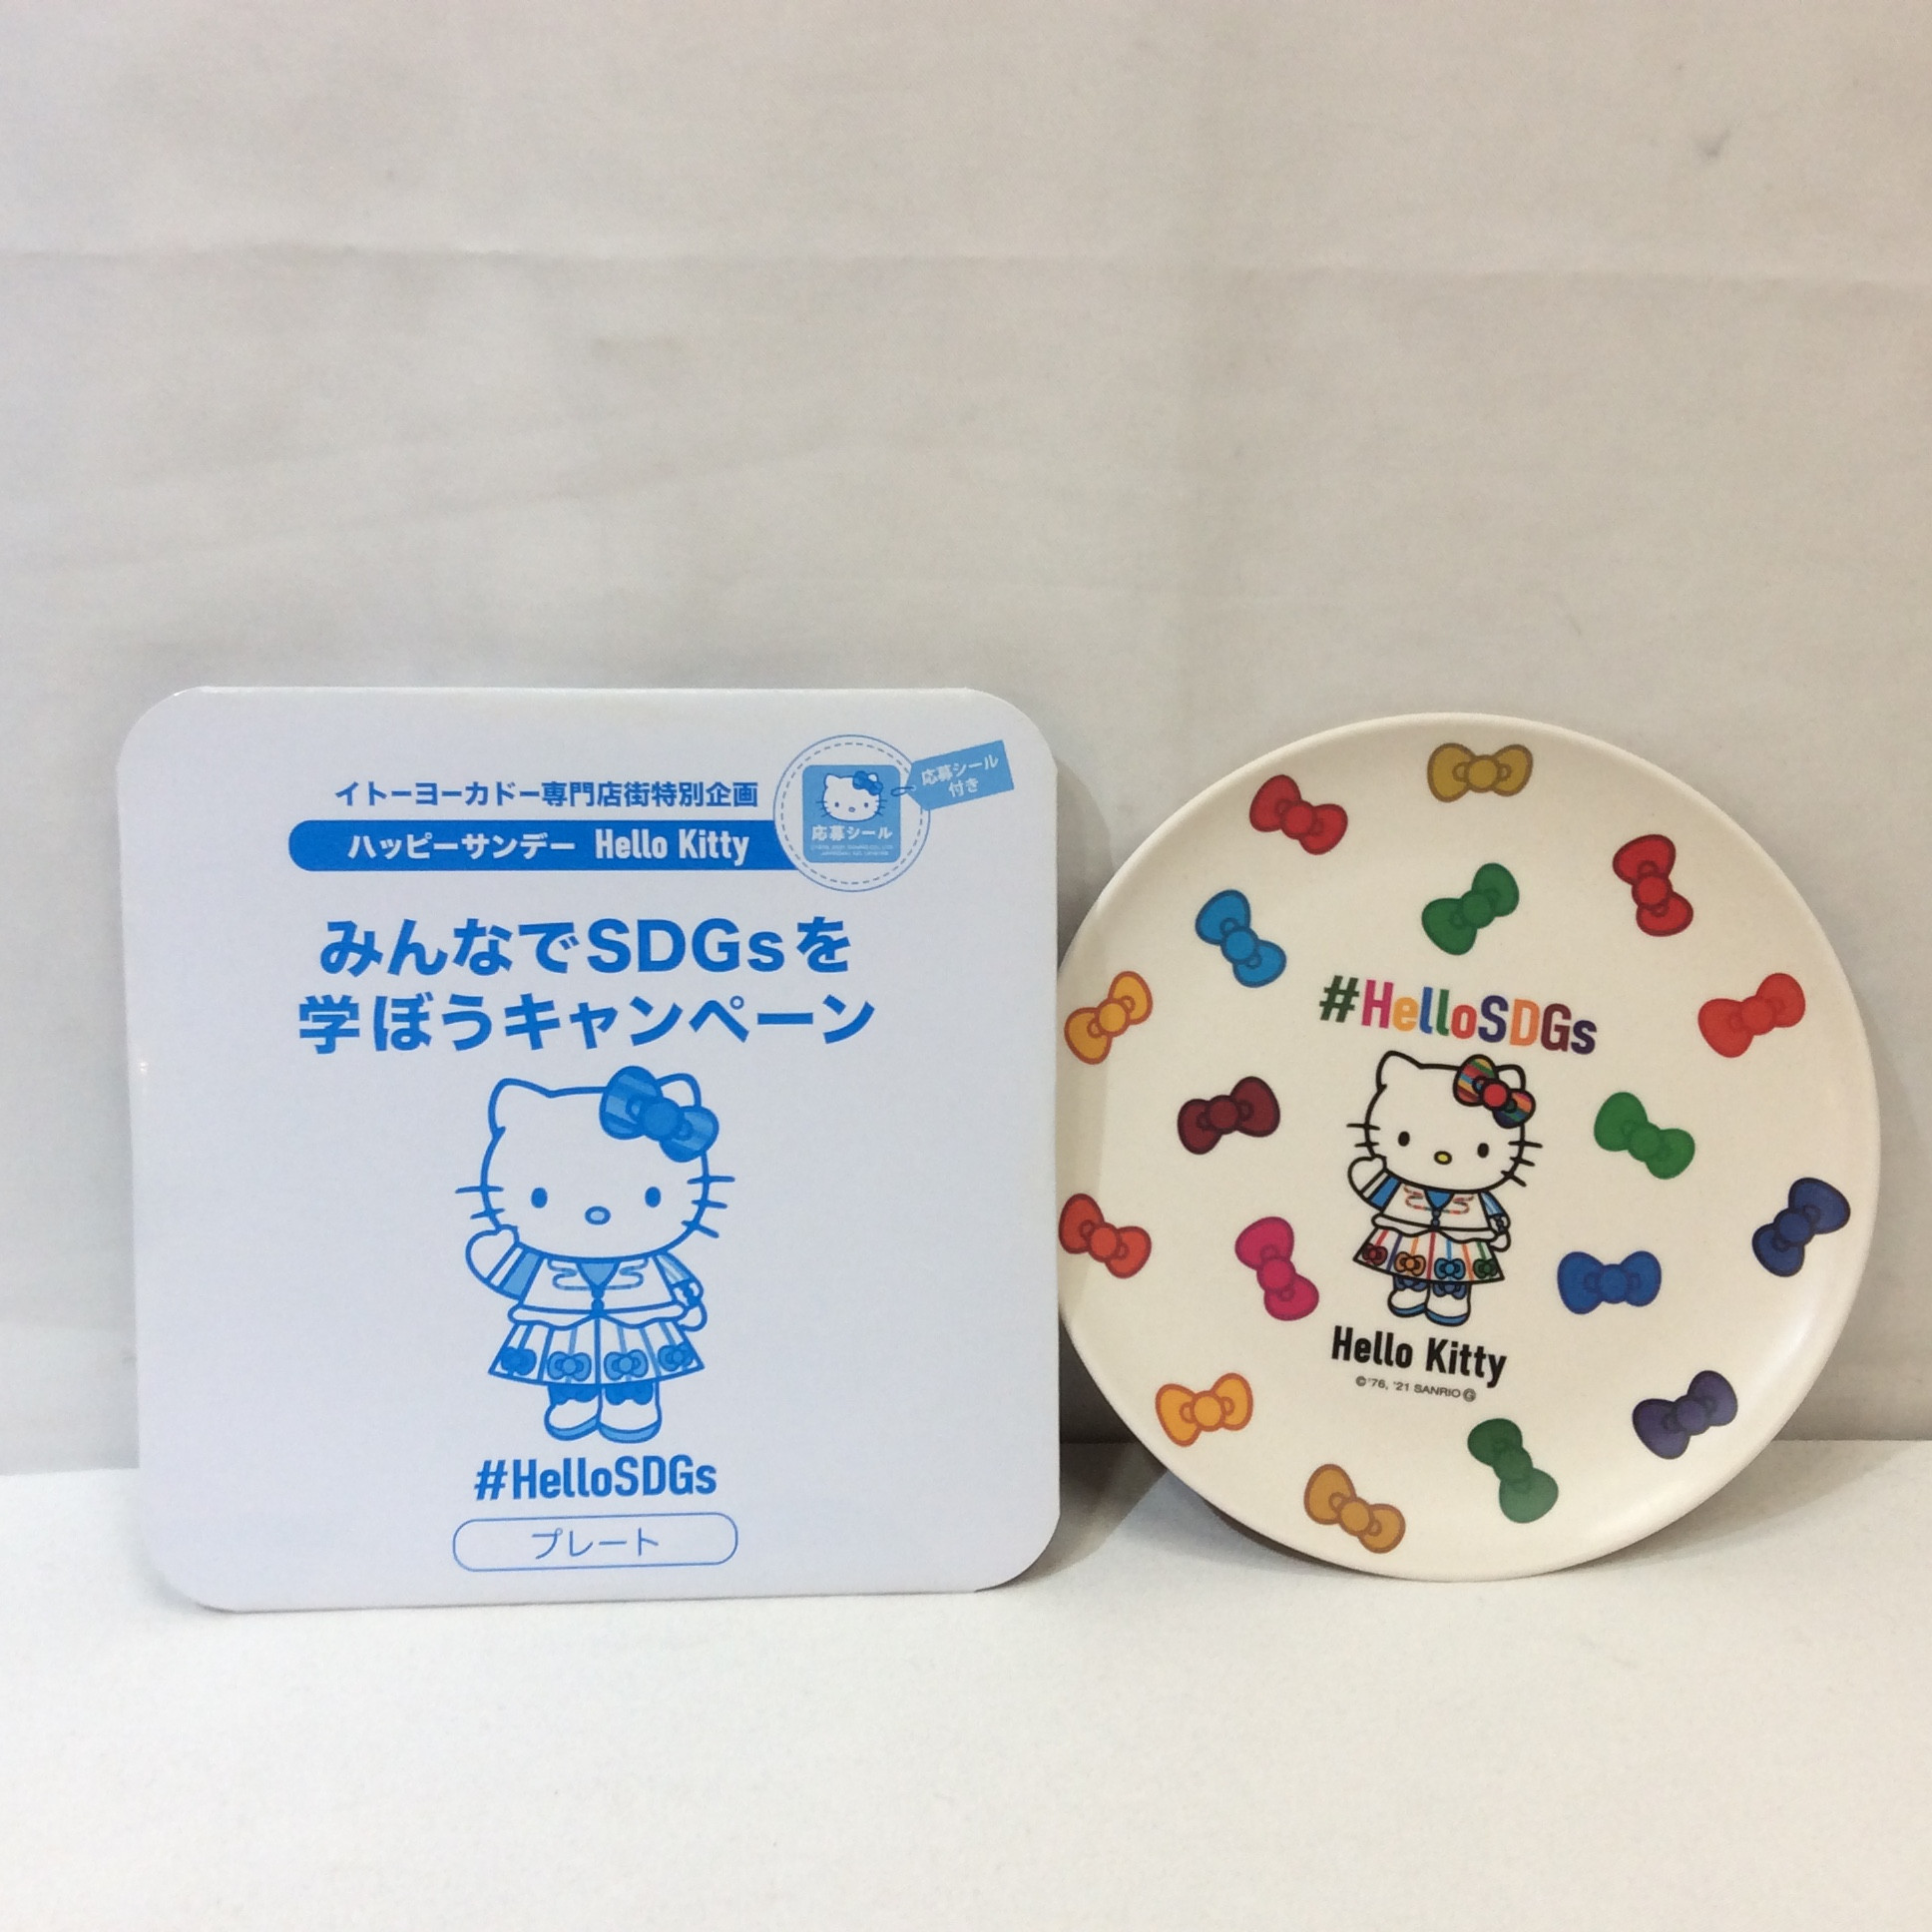 イトーヨーカドー専門店街特別企画
ハッピーサンデー Hello Kitty
応募シール
応募シール
付き
みんなでSDGsを
学ぼうキャンペーン
#HelloSDGs
プレート
#HelloSDGs
Hello Kitty
©'76, '21 SANRIO Ⓖ